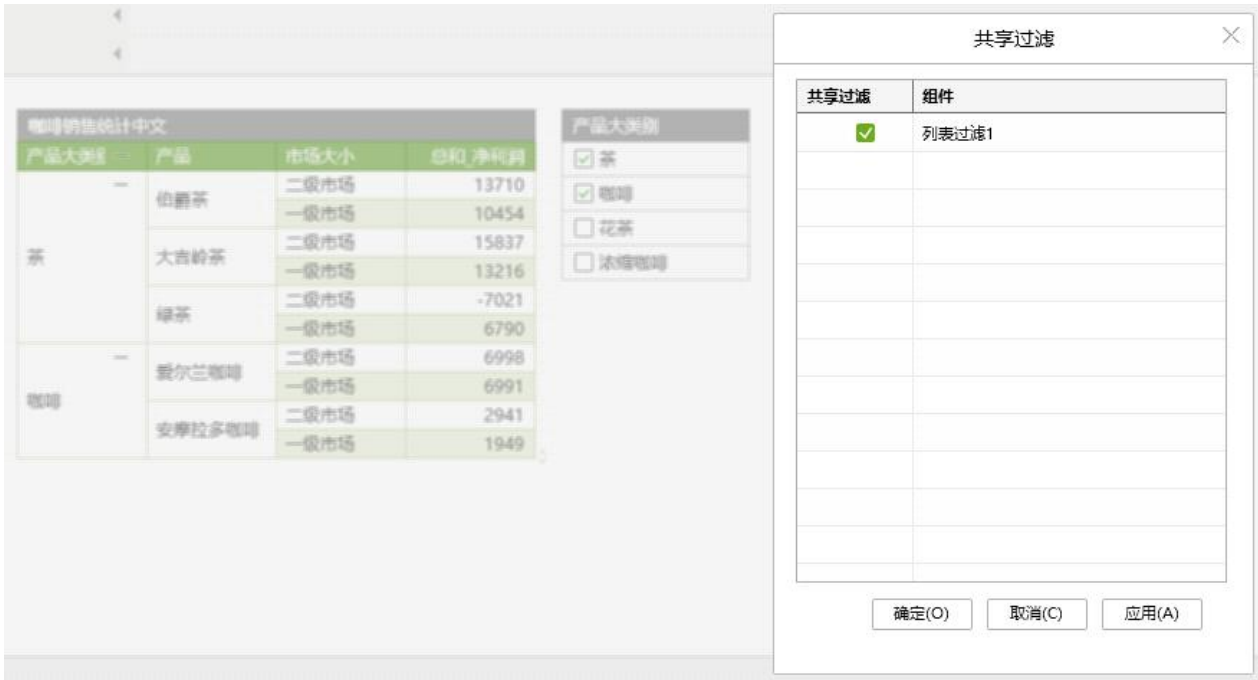 共享过滤
共享过滤 组件
列表过滤1
确定(O) 取消(C) 应用(A)
咖啡销售统计中文
产品大类别 产品 市场大小 总和_净利润
茶 伯爵茶 二级市场 13710
一级市场 10454
大吉岭茶 二级市场 15837
一级市场 13216
绿茶 二级市场 -7021
一级市场 6790
咖啡 爱尔兰咖啡 二级市场 6998
一级市场 6991
安摩拉多咖啡 二级市场 2941
一级市场 1949
产品大类别
茶
咖啡
花茶
浓缩咖啡